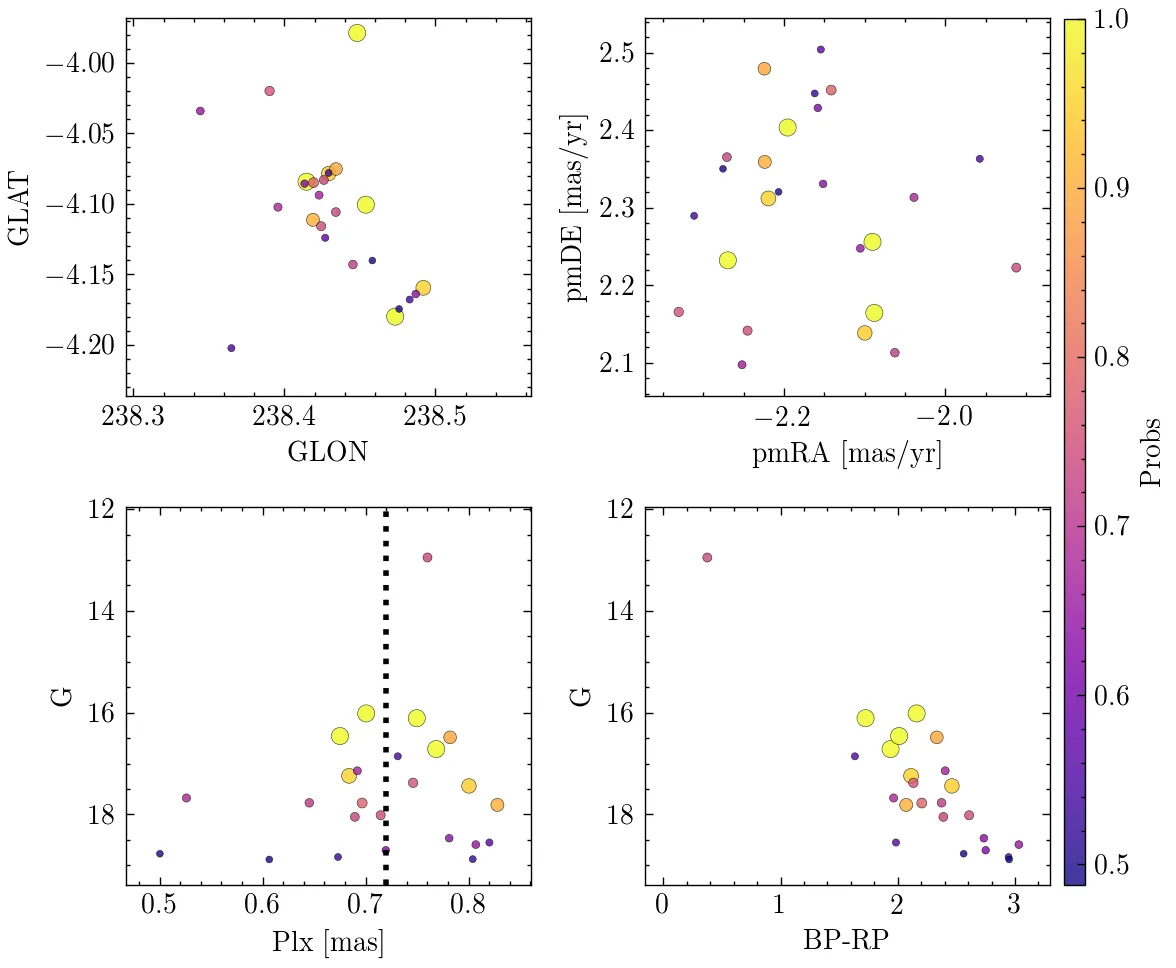 −4.00
−4.05
−4.10
−4.15
−4.20
GLAT
238.3 238.4 238.5
GLON
2.5
2.4
2.3
2.2
2.1
pmDE [mas/yr]
−2.2 −2.0
pmRA [mas/yr]
1.0
0.9
0.8
0.7
0.6
0.5
Probs
12
14
16
18
G
0.5 0.6 0.7 0.8
Plx [mas]
12
14
16
18
G
0 1 2 3
BP-RP